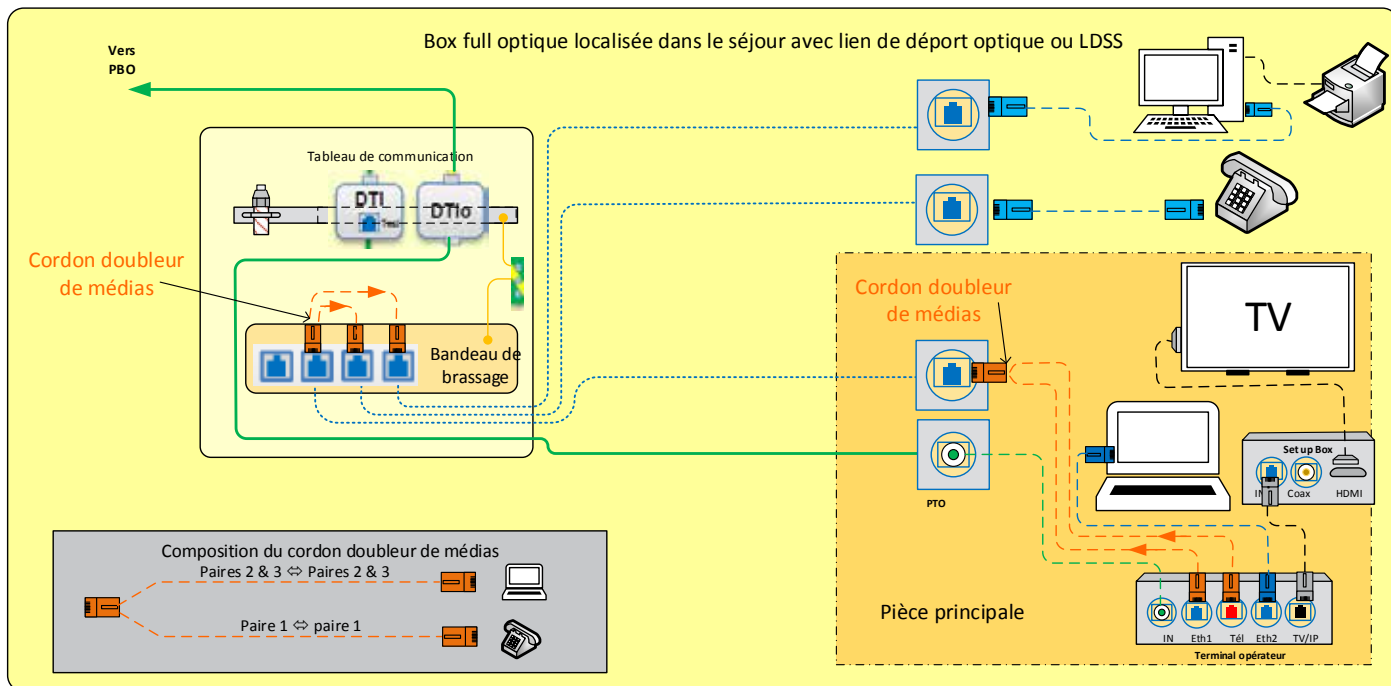 Box full optique localisée dans le séjour avec lien de déport optique ou LDSS
Vers
PBO
Tableau de communication
DTI
Test
DTIo
Cordon doubleur
de médias
Bandeau de
brassage
Cordon doubleur
de médias
TV
Set up Box
IN
Coax
HDMI
PTO
Pièce principale
IN
Eth1
Tél
Eth2
TV/IP
Terminal opérateur
Composition du cordon doubleur de médias
Paires 2 & 3 ⇔ Paires 2 & 3
Paire 1 ⇔ paire 1